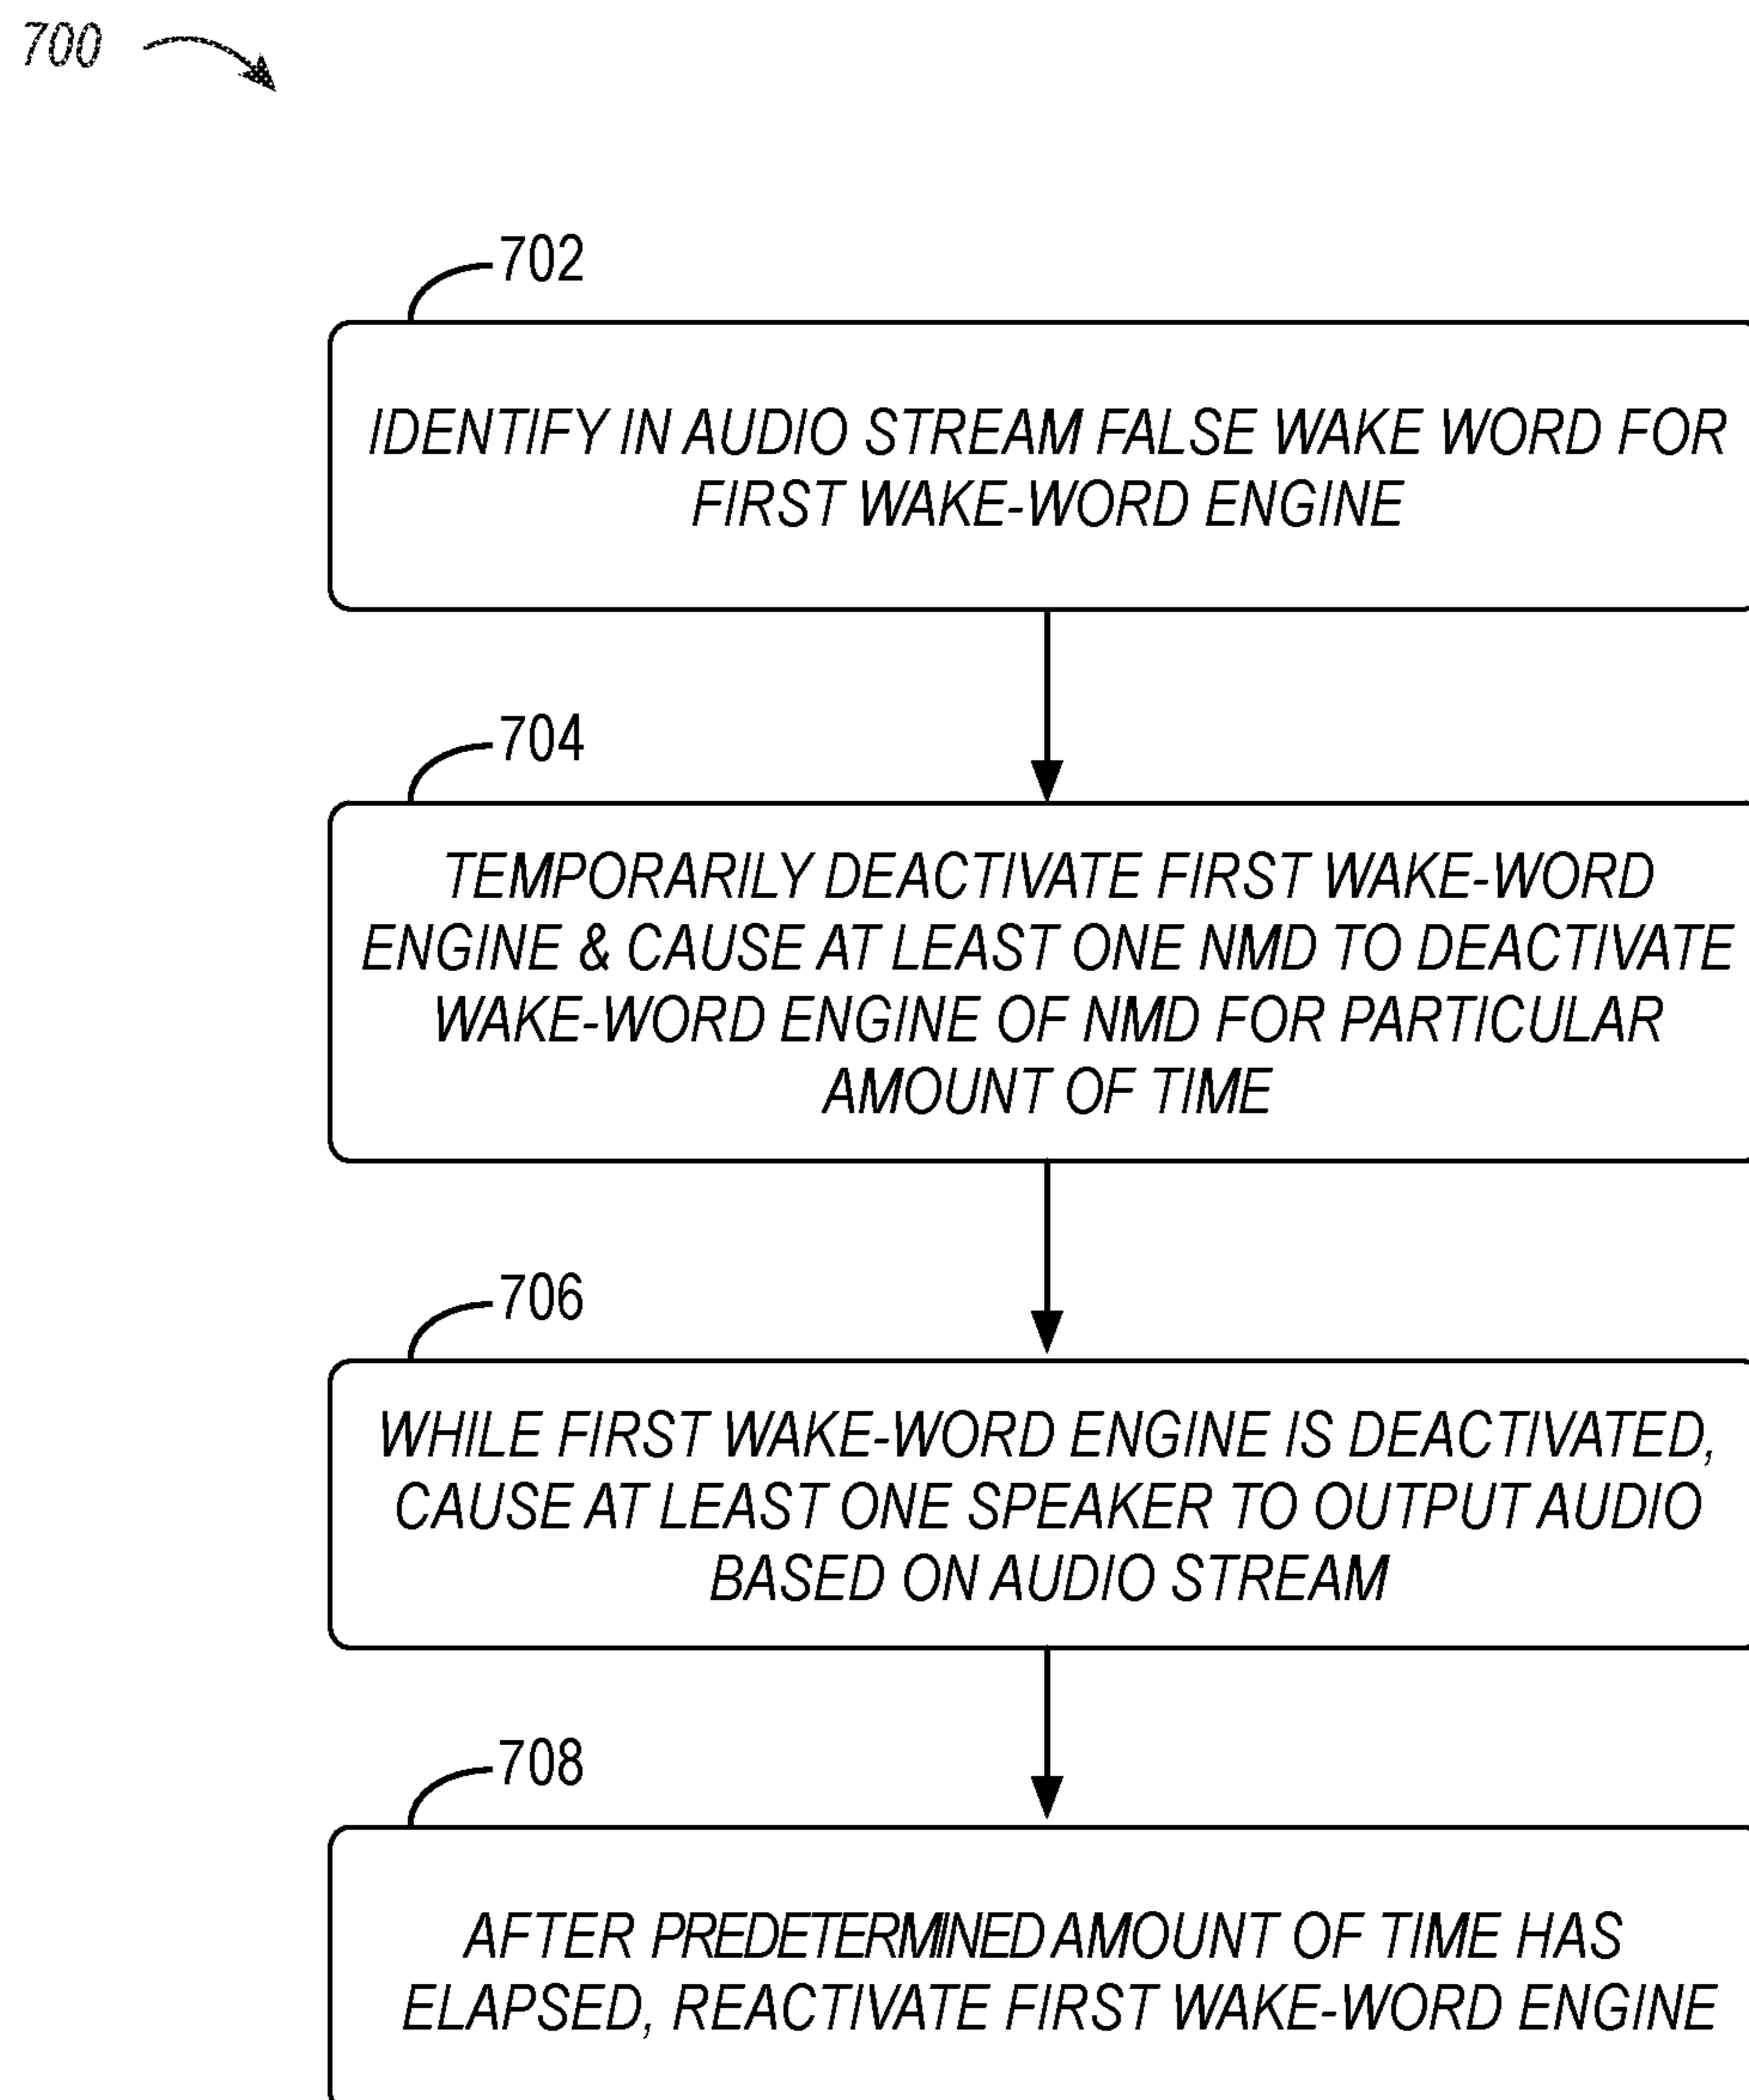 700
702
IDENTIFY IN AUDIO STREAM FALSE WAKE WORD FOR
FIRST WAKE-WORD ENGINE
704
TEMPORARILY DEACTIVATE FIRST WAKE-WORD
ENGINE & CAUSE AT LEAST ONE NMD TO DEACTIVATE
WAKE-WORD ENGINE OF NMD FOR PARTICULAR
AMOUNT OF TIME
706
WHILE FIRST WAKE-WORD ENGINE IS DEACTIVATED,
CAUSE AT LEAST ONE SPEAKER TO OUTPUT AUDIO
BASED ON AUDIO STREAM
708
AFTER PREDETERMINED AMOUNT OF TIME HAS
ELAPSED, REACTIVATE FIRST WAKE-WORD ENGINE